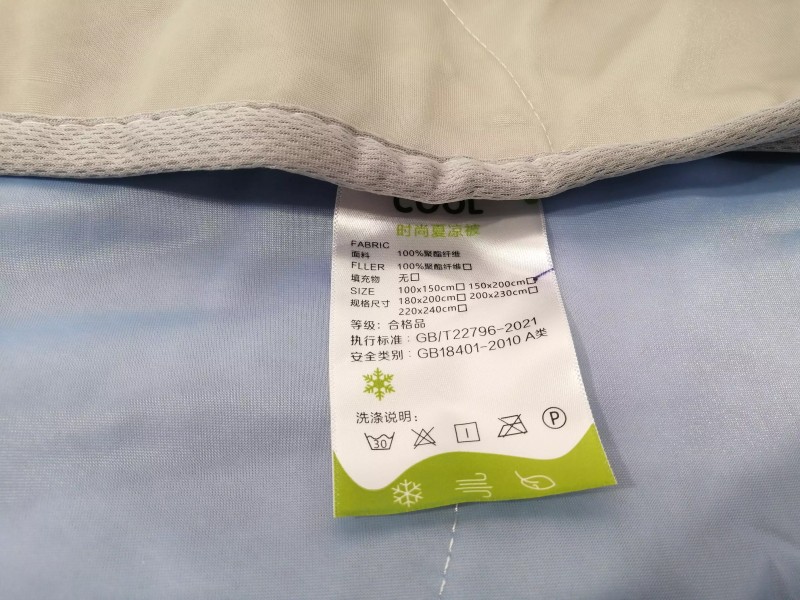 COOL
时尚夏凉被
FABRIC
面料 100%聚酯纤维
FLLER 100%聚酯纤维□
填充物 无□
SIZE 100x150cm□ 150x200cm□
规格尺寸 180x200cm□ 200x230cm□
220x240cm□
等级：合格品
执行标准：GB/T22796-2021
安全类别：GB18401-2010 A类
洗涤说明：
30 P